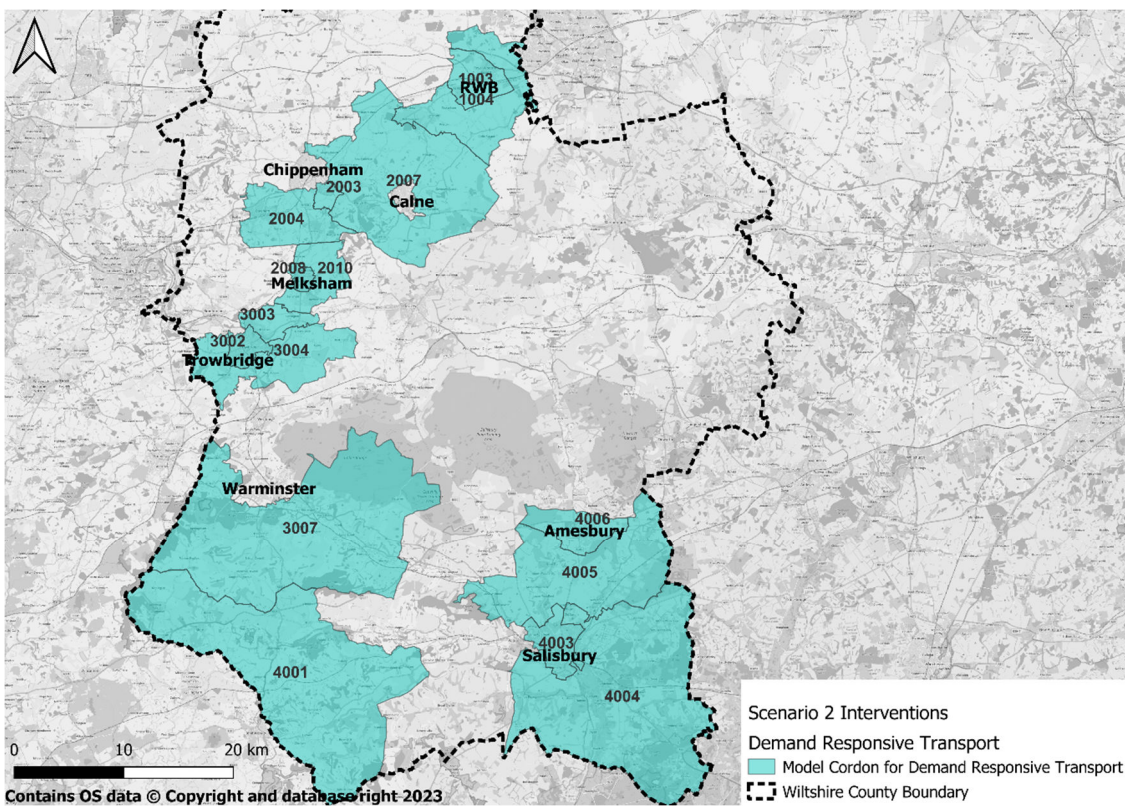 1003
RWB
1004
Chippenham
2003
2007
Calne
2004
2008
2010
Melksham
3003
3002
3004
Trowbridge
Warminster
3007
4006
Amesbury
4005
4003
Salisbury
4001
4004
Scenario 2 Interventions
Demand Responsive Transport
Model Cordon for Demand Responsive Transport
Wiltshire County Boundary
0 10 20 km
Contains OS data © Copyright and database right 2023